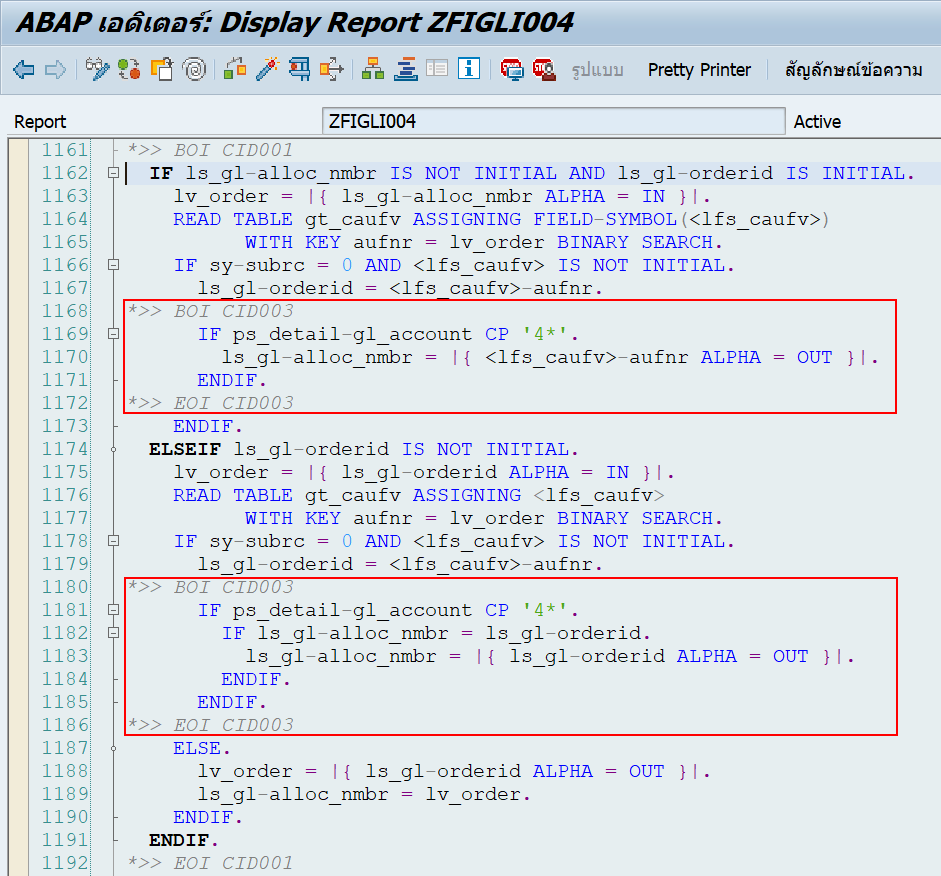 ABAP เอดิเตอร์: Display Report ZFIGLI004
รูปแบบ Pretty Printer สัญลักษณ์ข้อความ
Report ZFIGLI004 Active
1161 *>> BOI CID001
1162 IF ls_gl-alloc_nmbr IS NOT INITIAL AND ls_gl-orderid IS INITIAL.
1163 lv_order = |{ ls_gl-alloc_nmbr ALPHA = IN }|.
1164 READ TABLE gt_caufv ASSIGNING FIELD-SYMBOL(<lfs_caufv>)
1165 WITH KEY aufnr = lv_order BINARY SEARCH.
1166 IF sy-subrc = 0 AND <lfs_caufv> IS NOT INITIAL.
1167 ls_gl-orderid = <lfs_caufv>-aufnr.
1168 *>> BOI CID003
1169 IF ps_detail-gl_account CP '4*'.
1170 ls_gl-alloc_nmbr = |{ <lfs_caufv>-aufnr ALPHA = OUT }|.
1171 ENDIF.
1172 *>> EOI CID003
1173 ENDIF.
1174 ELSEIF ls_gl-orderid IS NOT INITIAL.
1175 lv_order = |{ ls_gl-orderid ALPHA = IN }|.
1176 READ TABLE gt_caufv ASSIGNING <lfs_caufv>
1177 WITH KEY aufnr = lv_order BINARY SEARCH.
1178 IF sy-subrc = 0 AND <lfs_caufv> IS NOT INITIAL.
1179 ls_gl-orderid = <lfs_caufv>-aufnr.
1180 *>> BOI CID003
1181 IF ps_detail-gl_account CP '4*'.
1182 IF ls_gl-alloc_nmbr = ls_gl-orderid.
1183 ls_gl-alloc_nmbr = |{ ls_gl-orderid ALPHA = OUT }|.
1184 ENDIF.
1185 ENDIF.
1186 *>> EOI CID003
1187 ELSE.
1188 lv_order = |{ ls_gl-orderid ALPHA = OUT }|.
1189 ls_gl-alloc_nmbr = lv_order.
1190 ENDIF.
1191 ENDIF.
1192 *>> EOI CID001